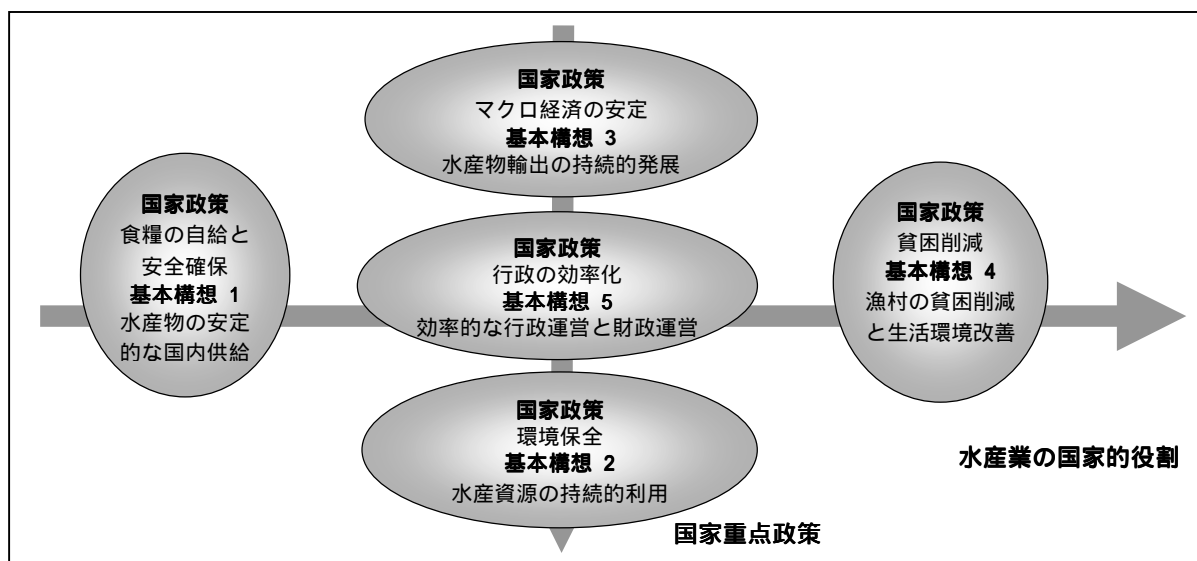 国家政策
マクロ経済の安定
基本構想 3
水産物輸出の持続的発展
国家政策
食糧の自給と
安全確保
基本構想 1
水産物の安定
的な国内供給
国家政策
行政の効率化
基本構想 5
効率的な行政運営と財政運営
国家政策
貧困削減
基本構想 4
漁村の貧困削減
と生活環境改善
国家政策
環境保全
基本構想 2
水産資源の持続的利用
水産業の国家的役割
国家重点政策